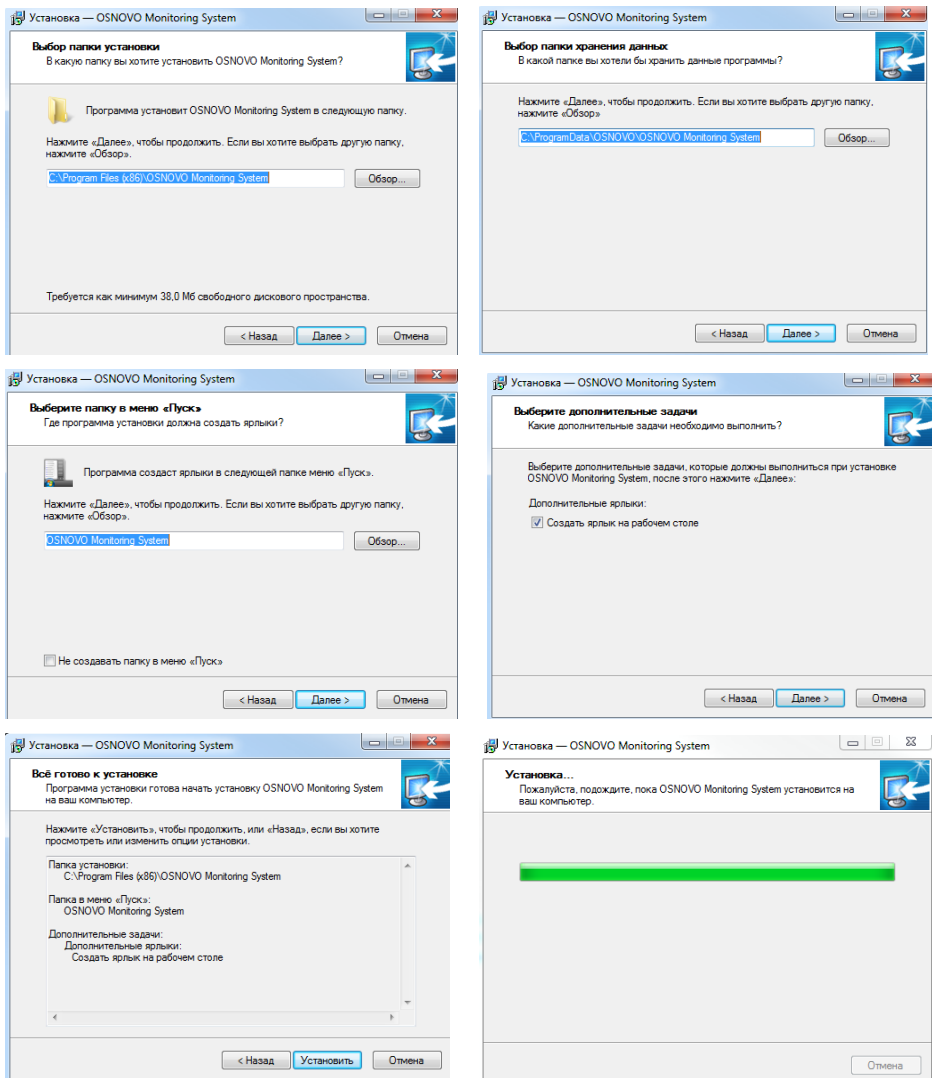 Установка — OSNOVO Monitoring System
Выбор папки установки
В какую папку вы хотите установить OSNOVO Monitoring System?
Программа установит OSNOVO Monitoring System в следующую папку.
Нажмите «Далее», чтобы продолжить. Если вы хотите выбрать другую папку,
нажмите «Обзор».
C:\Program Files (x86)\OSNOVO Monitoring System
Обзор...
Требуется как минимум 38,0 Мб свободного дискового пространства.
< Назад
Далее >
Отмена
Установка — OSNOVO Monitoring System
Выбор папки хранения данных
В какой папке вы хотели бы хранить данные программы?
Нажмите «Далее», чтобы продолжить. Если вы хотите выбрать другую папку,
нажмите «Обзор»
C:\ProgramData\OSNOVO\OSNOVO Monitoring System
Обзор...
< Назад
Далее >
Отмена
Установка — OSNOVO Monitoring System
Выберите папку в меню «Пуск»
Где программа установки должна создать ярлыки?
Программа создаст ярлыки в следующей папке меню «Пуск».
Нажмите «Далее», чтобы продолжить. Если вы хотите выбрать другую папку,
нажмите «Обзор».
OSNOVO Monitoring System
Обзор...
Не создавать папку в меню «Пуск»
< Назад
Далее >
Отмена
Установка — OSNOVO Monitoring System
Выберите дополнительные задачи
Какие дополнительные задачи необходимо выполнить?
Выберите дополнительные задачи, которые должны выполниться при установке
OSNOVO Monitoring System, после этого нажмите «Далее»:
Дополнительные ярлыки:
Создать ярлык на рабочем столе
< Назад
Далее >
Отмена
Установка — OSNOVO Monitoring System
Всё готово к установке
Программа установки готова начать установку OSNOVO Monitoring System
на ваш компьютер.
Нажмите «Установить», чтобы продолжить, или «Назад», если вы хотите
просмотреть или изменить опции установки.
Папка установки:
C:\Program Files (x86)\OSNOVO Monitoring System
Папка в меню «Пуск»:
OSNOVO Monitoring System
Дополнительные задачи:
Дополнительные ярлыки:
Создать ярлык на рабочем столе
< Назад
Установить
Отмена
Установка — OSNOVO Monitoring System
Установка...
Пожалуйста, подождите, пока OSNOVO Monitoring System установится на
ваш компьютер.
Отмена